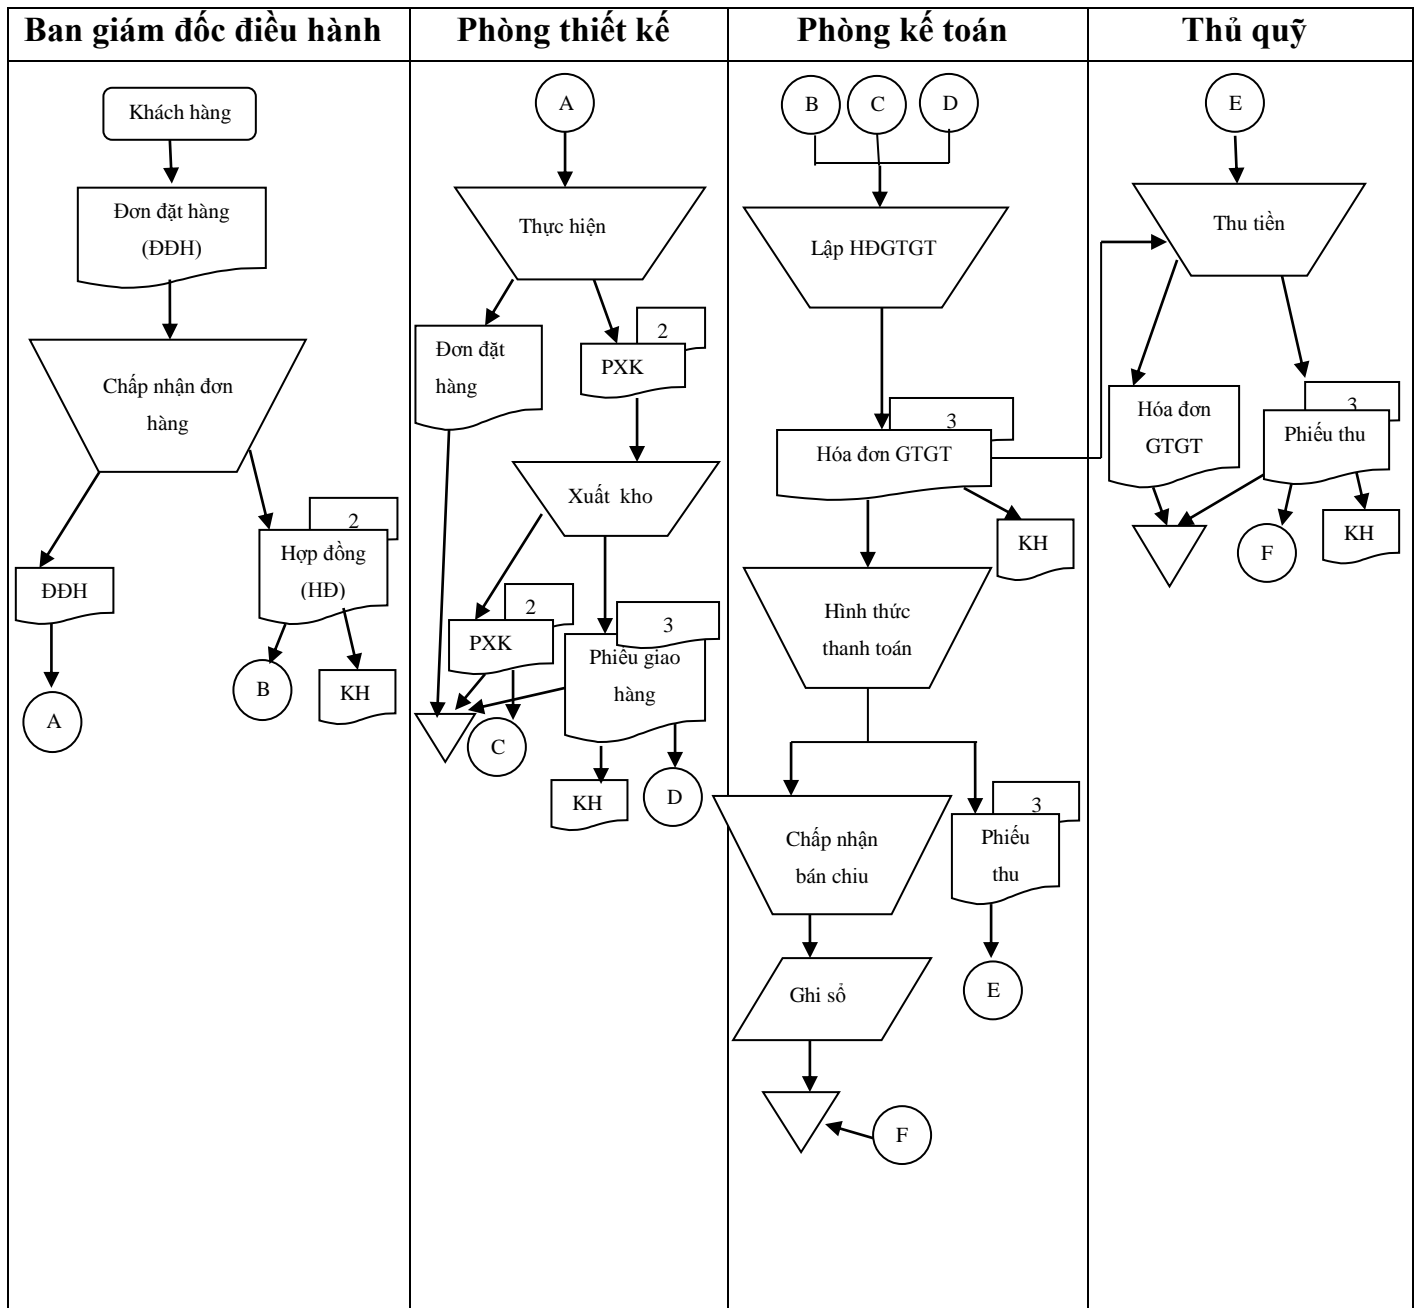 Ban giám đốc điều hành
Phòng thiết kế
Phòng kế toán
Thủ quỹ
Khách hàng
Đơn đặt hàng
(ĐĐH)
Chấp nhận đơn
hàng
ĐĐH
2
Hợp đồng
(HĐ)
A
B
KH
A
Thực hiện
Đơn đặt
hàng
2
PXK
Xuất kho
2
PXK
3
Phiêu giao
hàng
C
KH
D
B
C
D
Lập HĐGTGT
3
Hóa đơn GTGT
KH
Hình thức
thanh toán
Chấp nhận
bán chiu
3
Phiếu
thu
Ghi sổ
E
F
E
Thu tiền
Hóa đơn
GTGT
3
Phiếu thu
F
KH